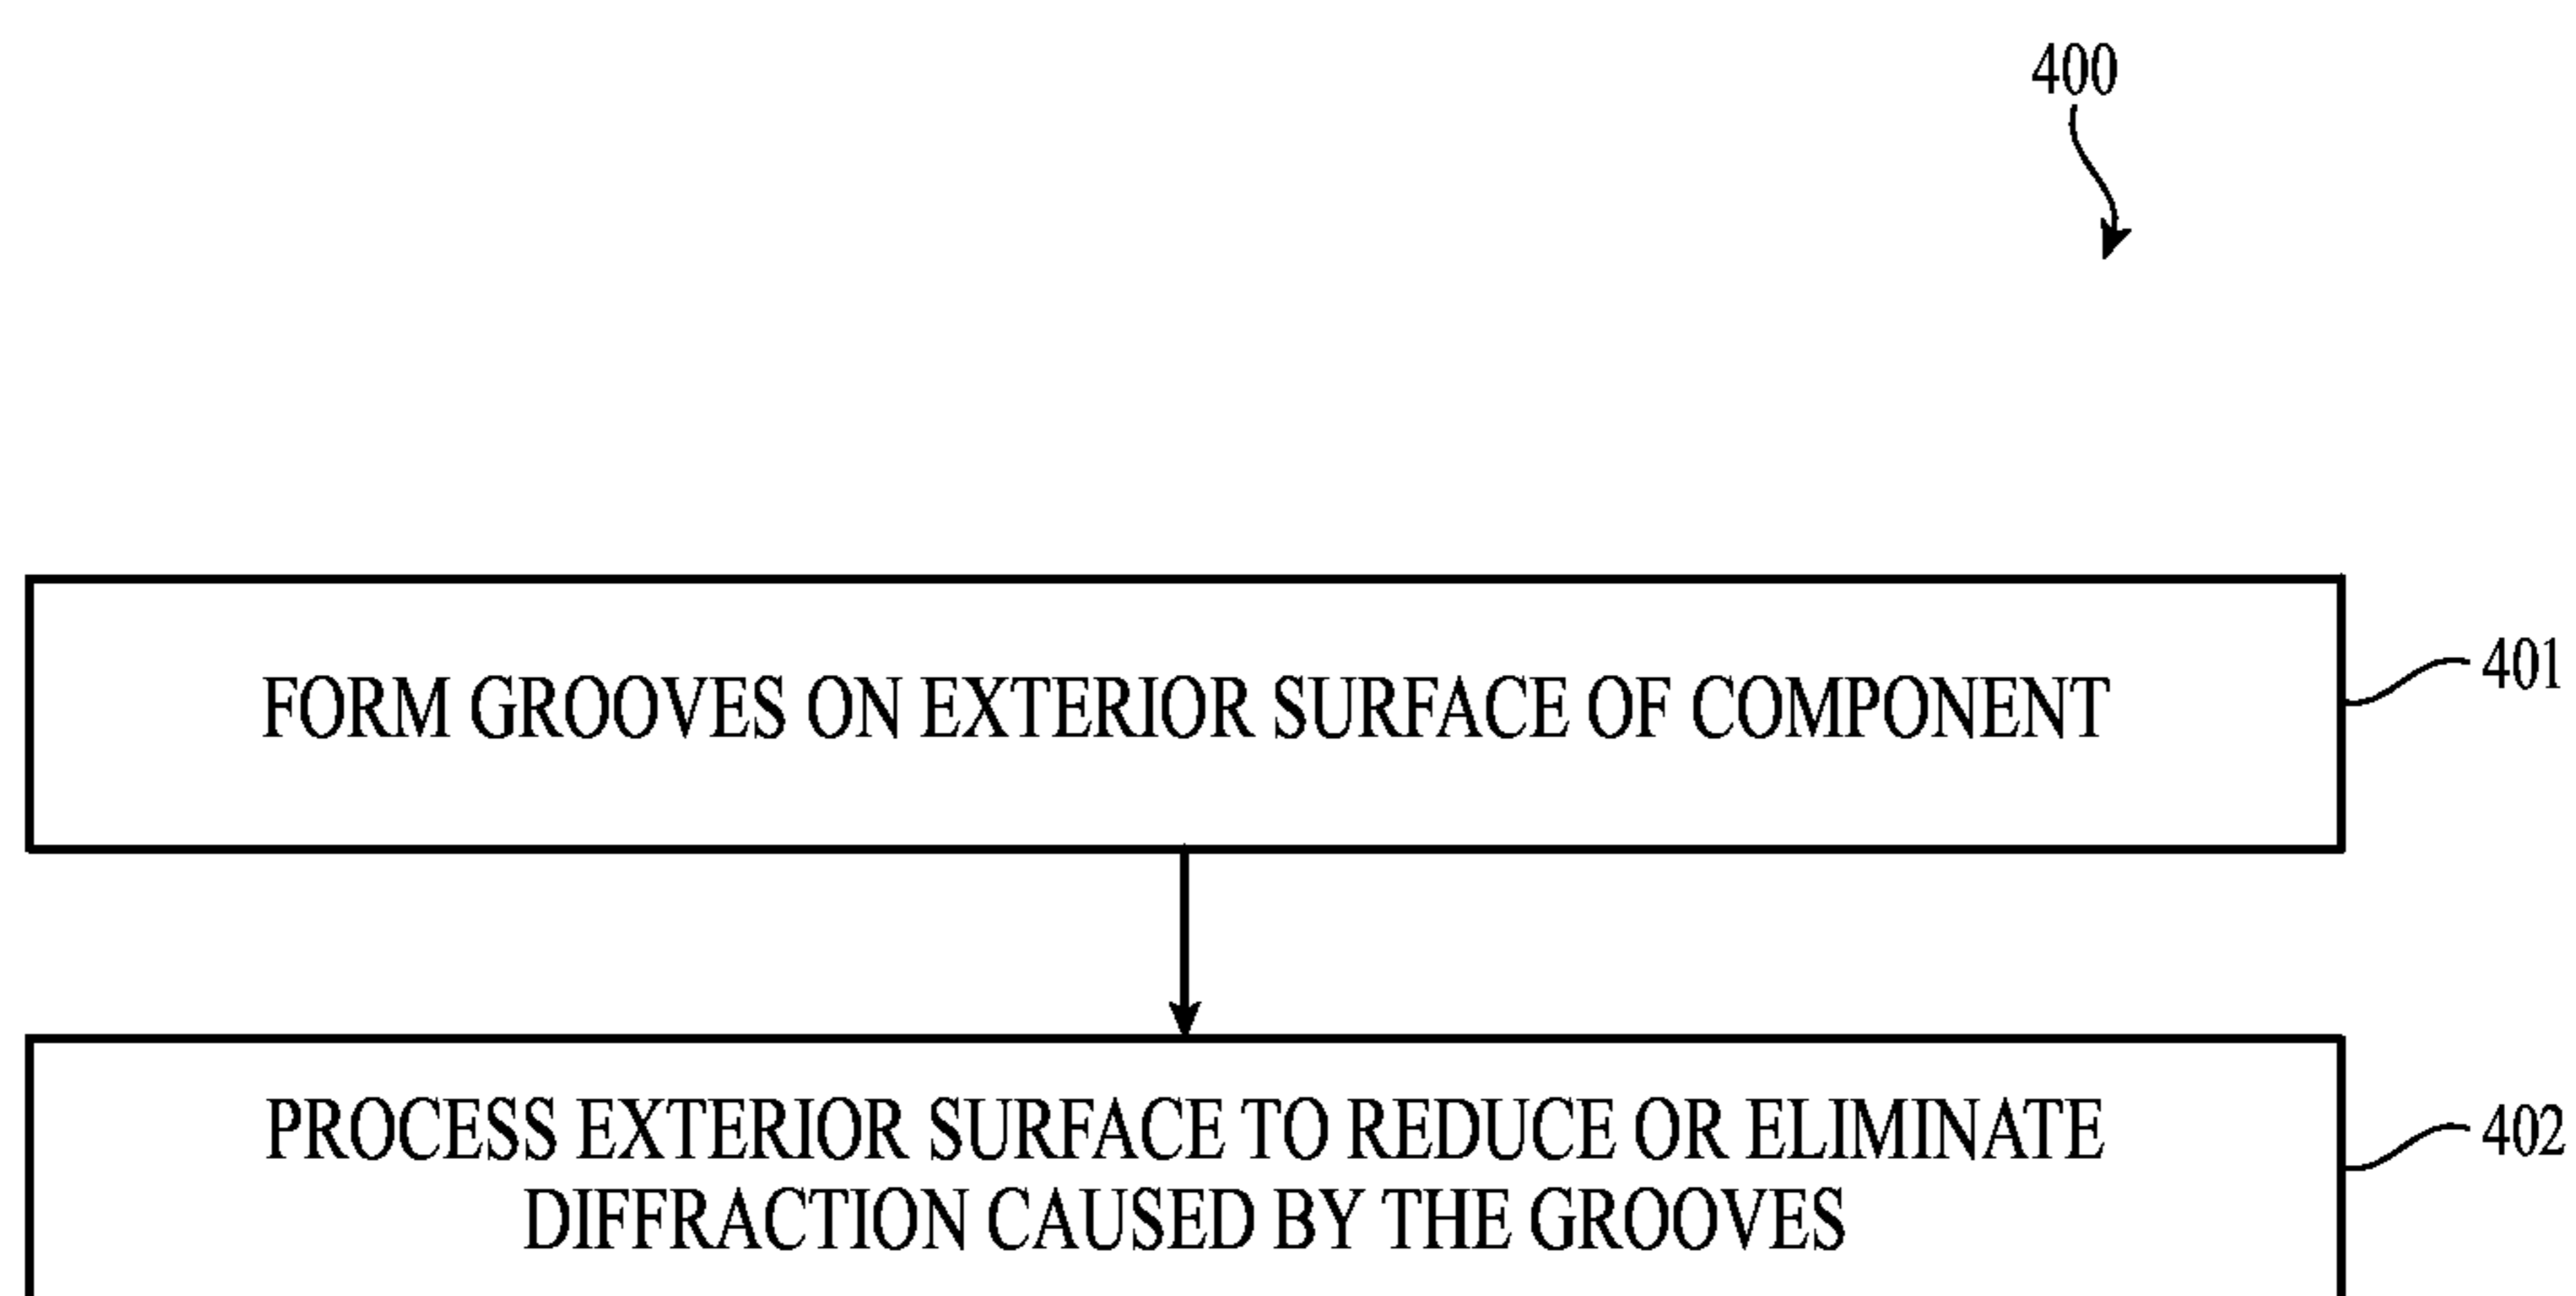 400
FORM GROOVES ON EXTERIOR SURFACE OF COMPONENT
401
PROCESS EXTERIOR SURFACE TO REDUCE OR ELIMINATE
DIFFRACTION CAUSED BY THE GROOVES
402